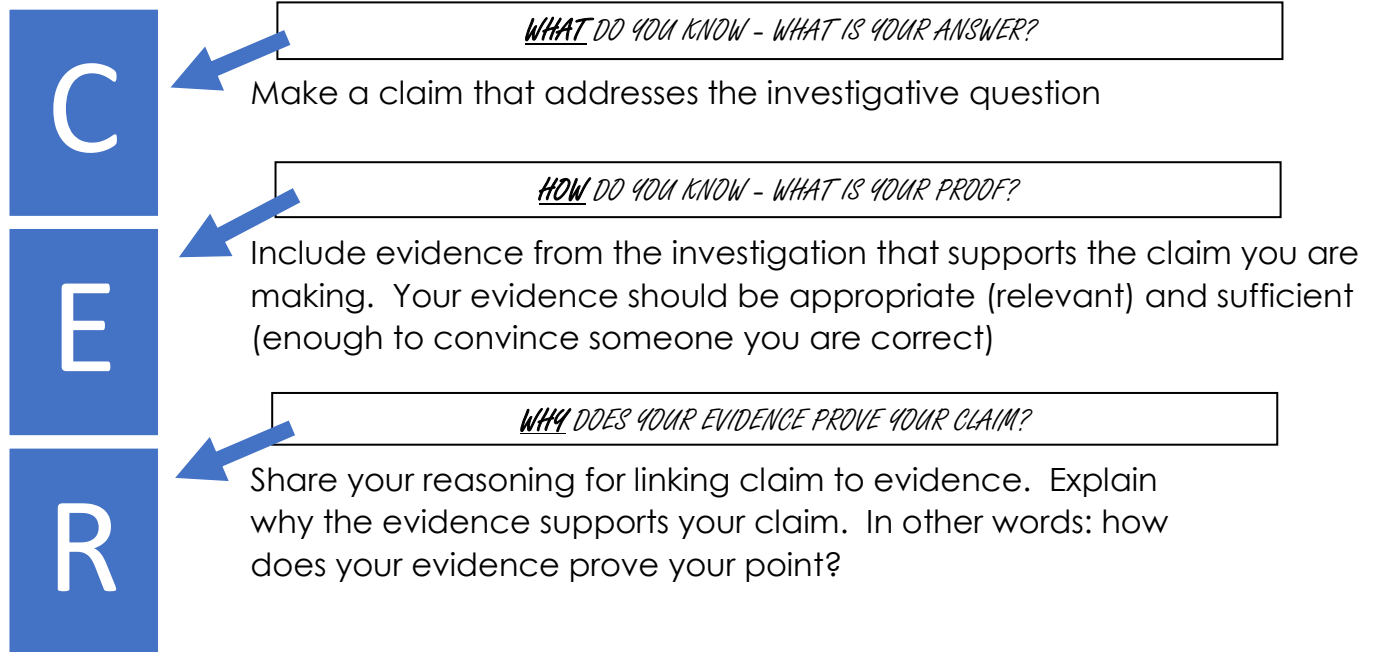 C
WHAT DO YOU KNOW – WHAT IS YOUR ANSWER?
Make a claim that addresses the investigative question
E
HOW DO YOU KNOW – WHAT IS YOUR PROOF?
Include evidence from the investigation that supports the claim you are
making.  Your evidence should be appropriate (relevant) and sufficient
(enough to convince someone you are correct)
R
WHY DOES YOUR EVIDENCE PROVE YOUR CLAIM?
Share your reasoning for linking claim to evidence.  Explain
why the evidence supports your claim.  In other words: how
does your evidence prove your point?